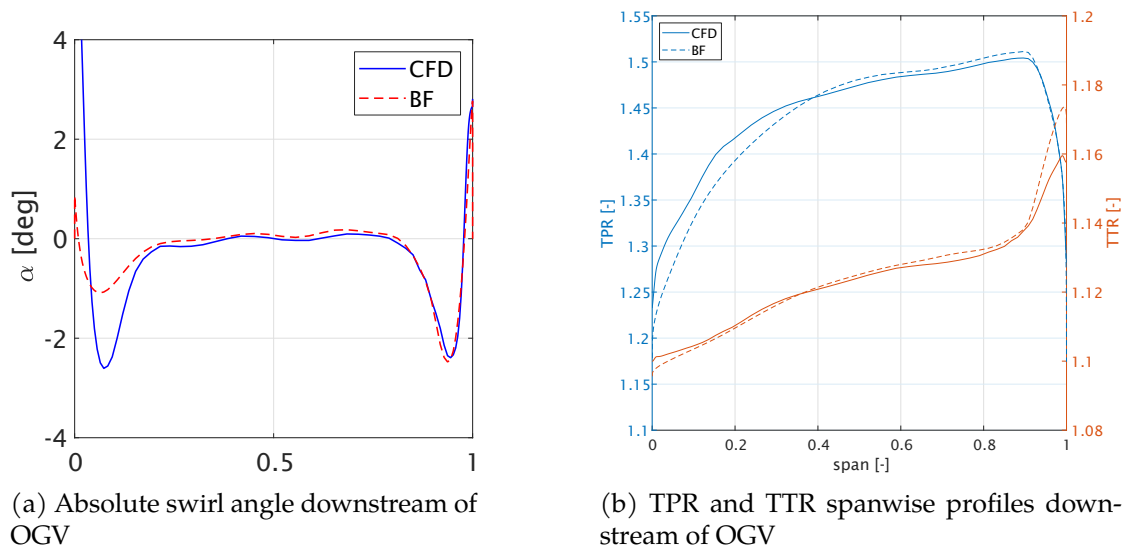 4
2
0
-2
-4
α [deg]
0
0.5
1
CFD
BF
(a) Absolute swirl angle downstream of
OGV
1.55
1.5
1.45
1.4
1.35
1.3
1.25
1.2
1.15
1.1
TPR [-]
CFD
BF
0
0.2
0.4
0.6
0.8
1
span [-]
1.2
1.18
1.16
1.14
1.12
1.1
1.08
TTR [-]
(b) TPR and TTR spanwise profiles down-
stream of OGV